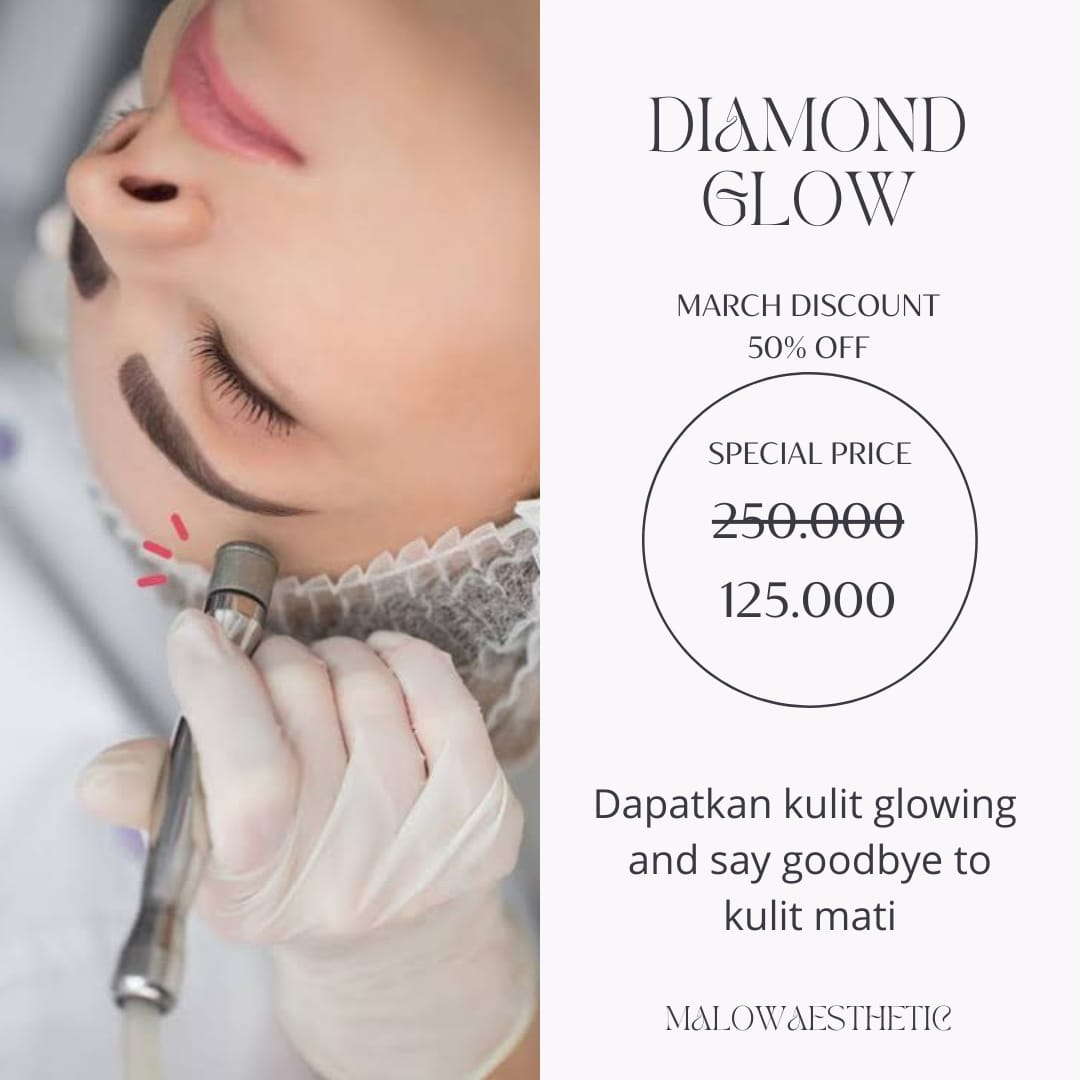 DIAMOND
GLOW
MARCH DISCOUNT
50% OFF
SPECIAL PRICE
250.000
125.000
Dapatkan kulit glowing
and say goodbye to
kulit mati
MALOWAESTHETIC